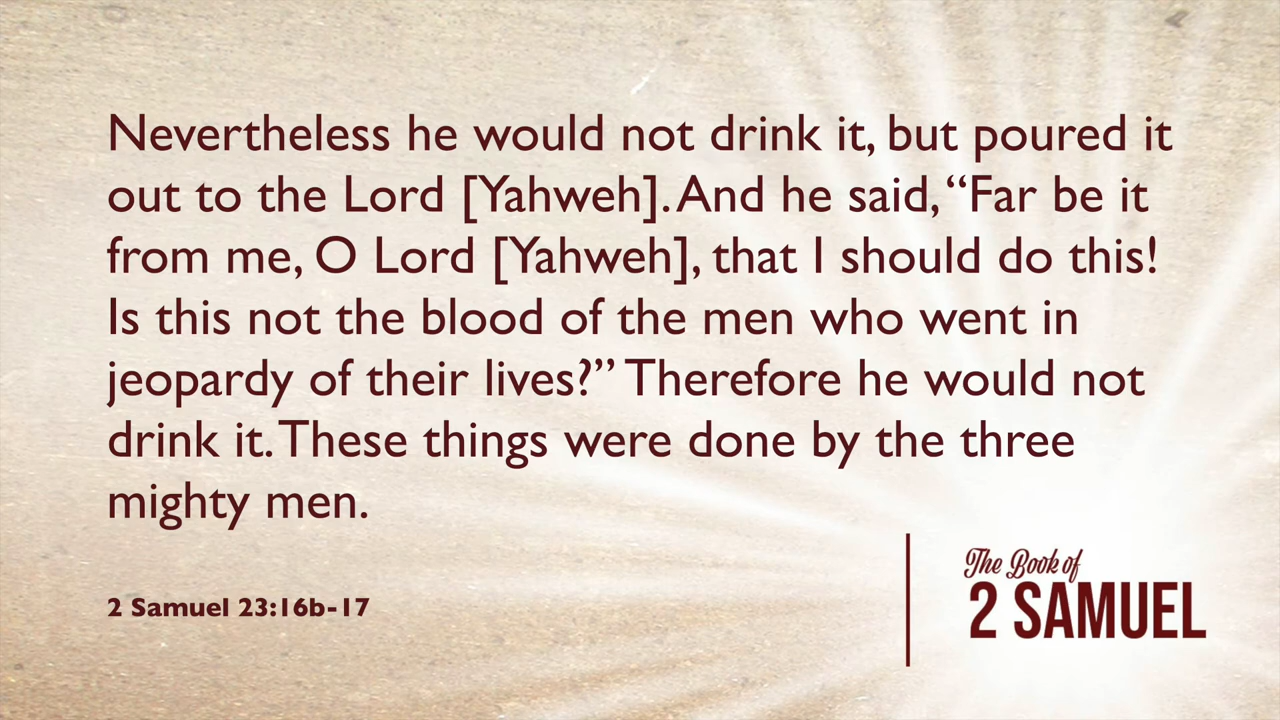 Nevertheless he would not drink it, but poured it
out to the Lord [Yahweh]. And he said, “Far be it
from me, O Lord [Yahweh], that I should do this!
Is this not the blood of the men who went in
jeopardy of their lives?” Therefore he would not
drink it. These things were done by the three
mighty men.
2 Samuel 23:16b-17
The Book of
2 SAMUEL